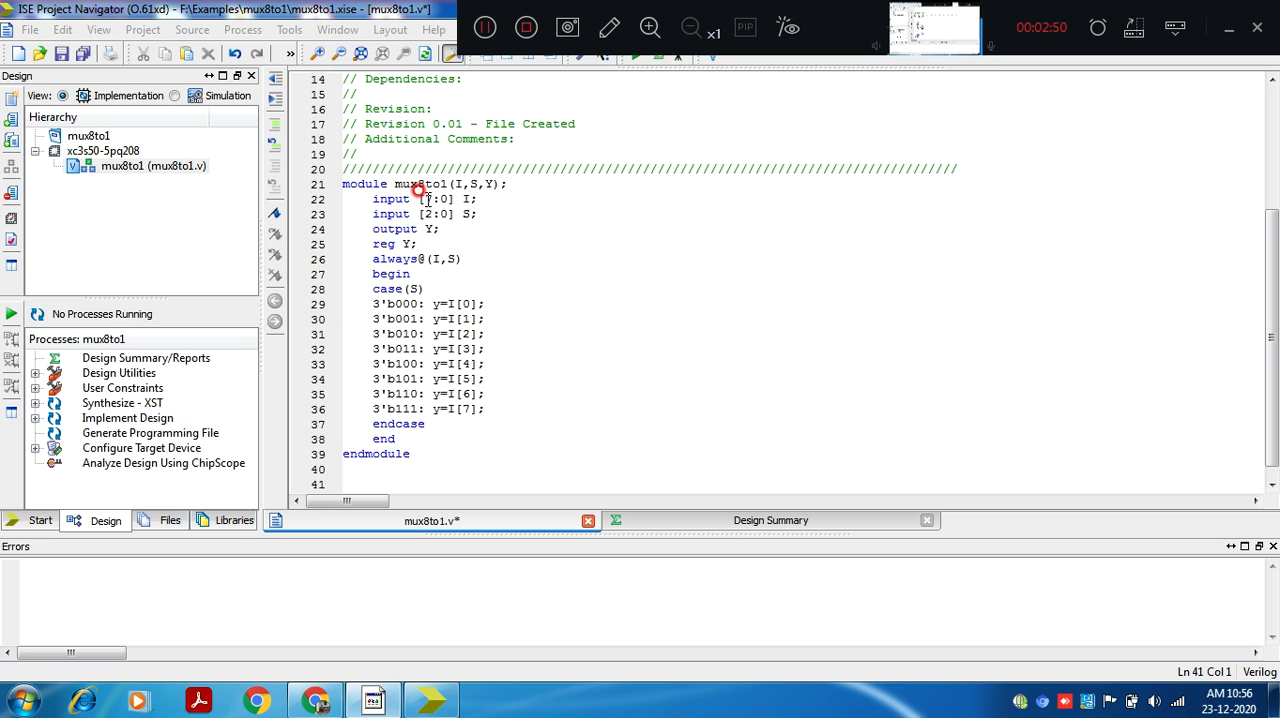 ISE Project Navigator (O.61xd) - F:\Examples\mux8to1\mux8to1.xise - [mux8to1.v*]
File Edit View Project Process Tools Window Layout Help
x1
PIP
00:02:50
Design
View: Implementation Simulation
Hierarchy
mux8to1
xc3s50-5pq208
mux8to1 (mux8to1.v)
No Processes Running
Processes: mux8to1
Design Summary/Reports
Design Utilities
User Constraints
Synthesize - XST
Implement Design
Generate Programming File
Configure Target Device
Analyze Design Using ChipScope
Start Design Files Libraries
14 // Dependencies:
15 //
16 // Revision:
17 // Revision 0.01 - File Created
18 // Additional Comments:
19 //
20 //////////////////////////////////////////////////////////////////////////////////
21 module mux8to1(I,S,Y);
22 input [7:0] I;
23 input [2:0] S;
24 output Y;
25 reg Y;
26 always@(I,S)
27 begin
28 case(S)
29 3'b000: y=I[0];
30 3'b001: y=I[1];
31 3'b010: y=I[2];
32 3'b011: y=I[3];
33 3'b100: y=I[4];
34 3'b101: y=I[5];
35 3'b110: y=I[6];
36 3'b111: y=I[7];
37 endcase
38 end
39 endmodule
40
41
mux8to1.v*
Design Summary
Errors
Ln 41 Col 1 Verilog
AM 10:56
23-12-2020